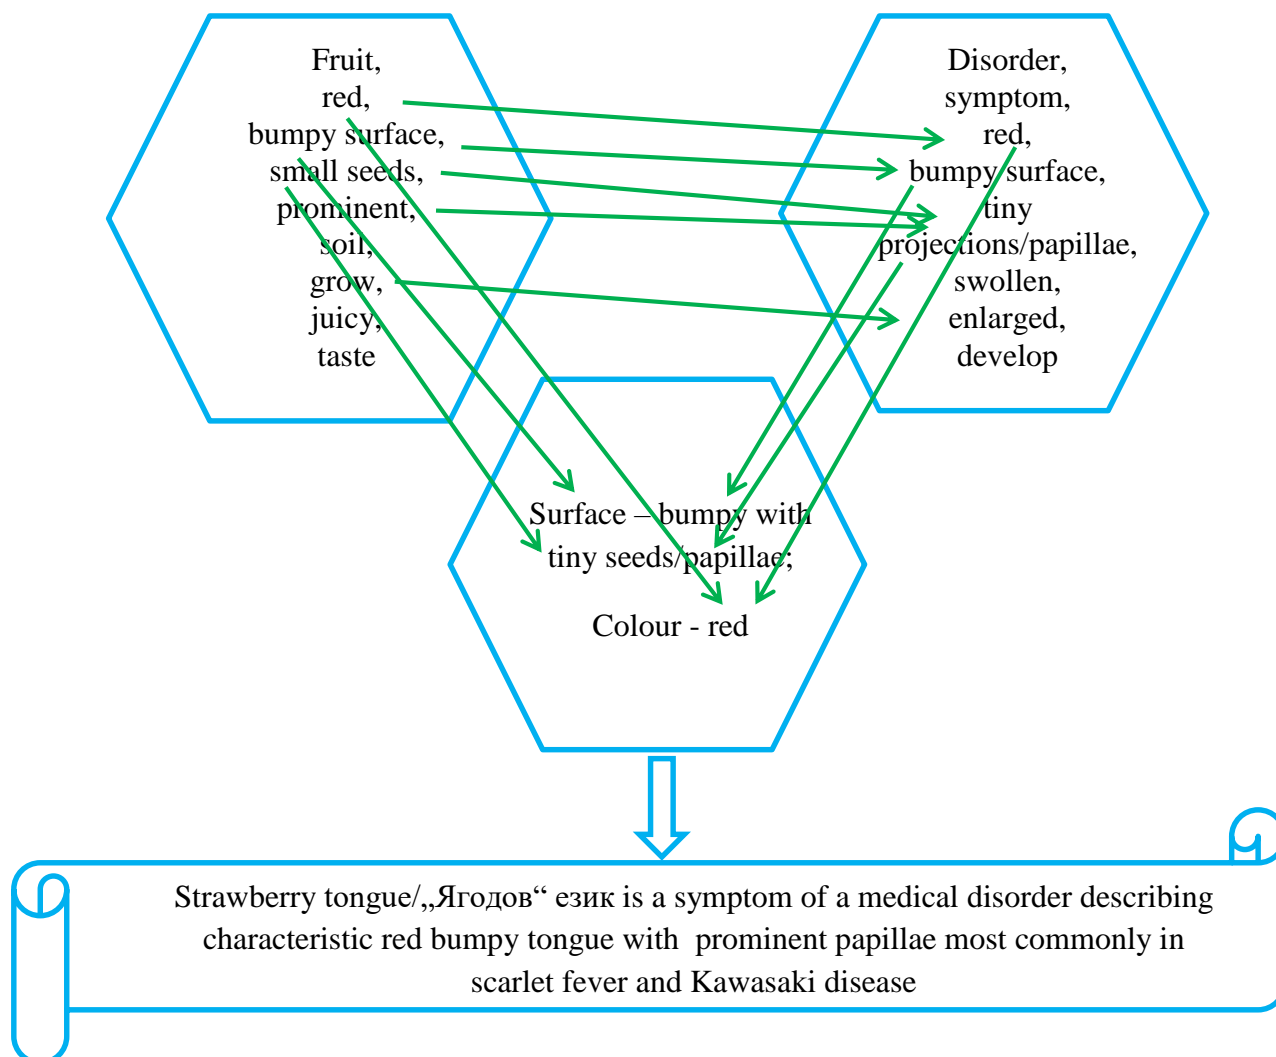 Fruit,
red,
bumpy surface,
small seeds,
prominent,
soil,
grow,
juicy,
taste
Disorder,
symptom,
red,
bumpy surface,
tiny
projections/papillae,
swollen,
enlarged,
develop
Surface – bumpy with
tiny seeds/papillae;
Colour - red
Strawberry tongue/„Ягодов“ език is a symptom of a medical disorder describing
characteristic red bumpy tongue with prominent papillae most commonly in
scarlet fever and Kawasaki disease